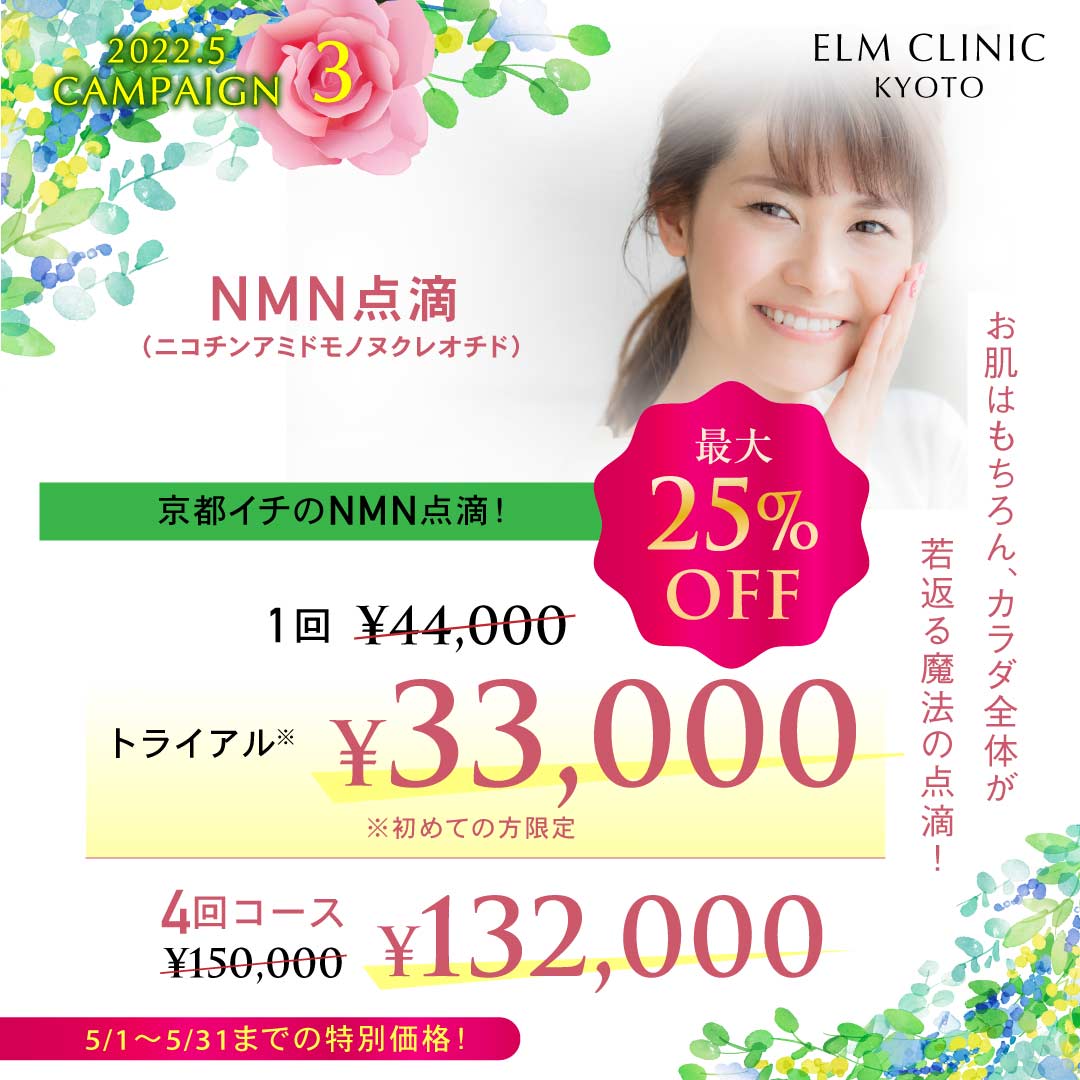 2022.5
CAMPAIGN 3
ELM CLINIC
KYOTO
NMN点滴
(ニコチンアミドモノヌクレオチド)
お肌はもちろん、カラダ全体が
若返る魔法の点滴!
最大
25%
OFF
京都イチのNMN点滴!
1回 ¥44,000
トライアル※ ¥33,000
※初めての方限定
4回コース
¥150,000 ¥132,000
5/1〜5/31までの特別価格!